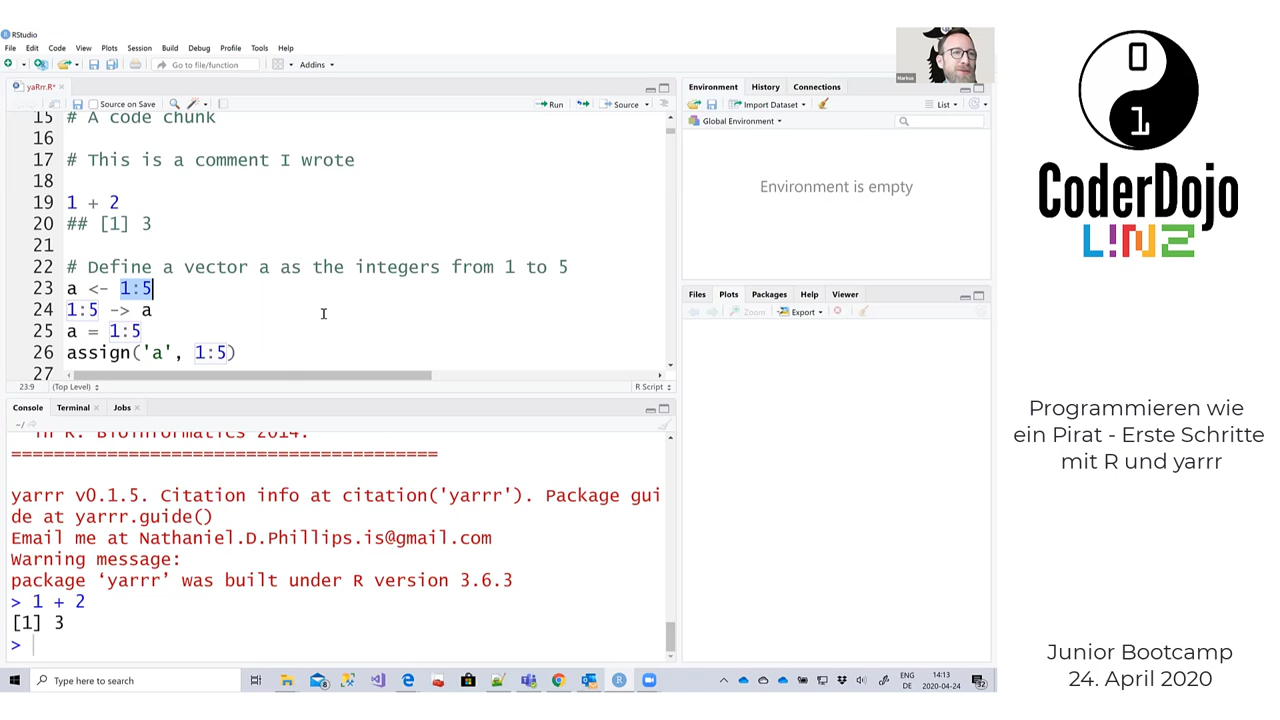 RStudio
File Edit Code View Plots Session Build Debug Profile Tools Help
Go to file/function Addins
yaRrr.R*
Source on Save Run Source
15 # A code chunk
16
17 # This is a comment I wrote
18
19 1 + 2
20 ## [1] 3
21
22 # Define a vector a as the integers from 1 to 5
23 a <- 1:5
24 1:5 -> a
25 a = 1:5
26 assign('a', 1:5)
27
23:9 (Top Level) R Script
Console Terminal Jobs
~/
in R. Bioinformatics 2014.
========================================
yarrr v0.1.5. Citation info at citation('yarrr'). Package gui
de at yarrr.guide()
Email me at Nathaniel.D.Phillips.is@gmail.com
Warning message:
package ‘yarrr’ was built under R version 3.6.3
> 1 + 2
[1] 3
>
Markus
Environment History Connections
Import Dataset List
Global Environment
Environment is empty
Files Plots Packages Help Viewer
Zoom Export
Type here to search
8
ENG
DE
14:13
2020-04-24
32
0
1
CoderDojo
L!NZ
Programmieren wie
ein Pirat - Erste Schritte
mit R und yarrr
Junior Bootcamp
24. April 2020